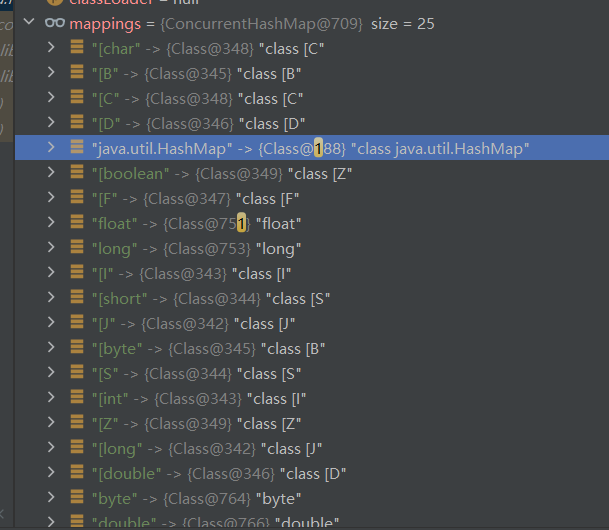 classLoader = null
mappings = {ConcurrentHashMap@709} size = 25
"[char" -> {Class@348} "class [C"
"[B" -> {Class@345} "class [B"
"[C" -> {Class@348} "class [C"
"[D" -> {Class@346} "class [D"
"java.util.HashMap" -> {Class@188} "class java.util.HashMap"
"[boolean" -> {Class@349} "class [Z"
"[F" -> {Class@347} "class [F"
"float" -> {Class@751} "float"
"long" -> {Class@753} "long"
"[I" -> {Class@343} "class [I"
"[short" -> {Class@344} "class [S"
"[J" -> {Class@342} "class [J"
"[byte" -> {Class@345} "class [B"
"[S" -> {Class@344} "class [S"
"[int" -> {Class@343} "class [I"
"[Z" -> {Class@349} "class [Z"
"[long" -> {Class@342} "class [J"
"[double" -> {Class@346} "class [D"
"byte" -> {Class@764} "byte"
"double" -> {Class@766} "double"